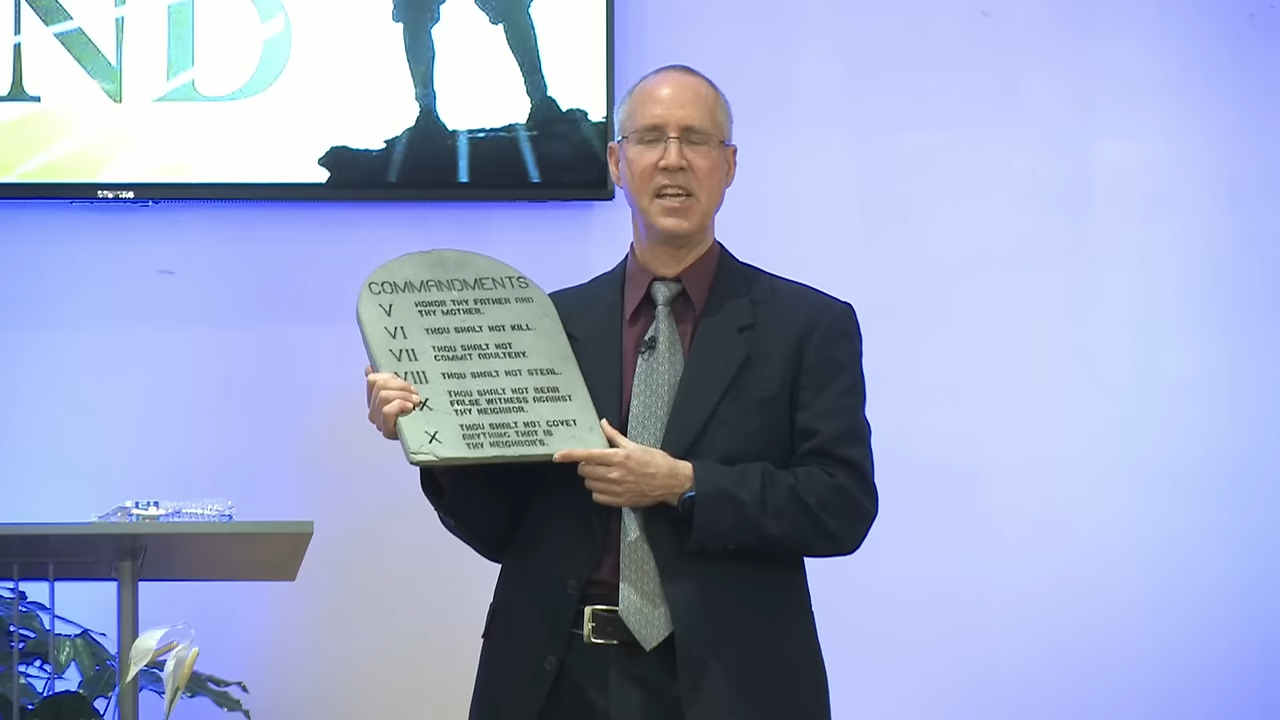 ND
COMMANDMENTS
V HONOR THY FATHER AND
THY MOTHER.
VI THOU SHALT NOT KILL.
VII THOU SHALT NOT
COMMIT ADULTERY.
VIII THOU SHALT NOT STEAL.
IX THOU SHALT NOT BEAR
FALSE WITNESS AGAINST
THY NEIGHBOR.
X THOU SHALT NOT COVET
ANYTHING THAT IS
THY NEIGHBOR'S.